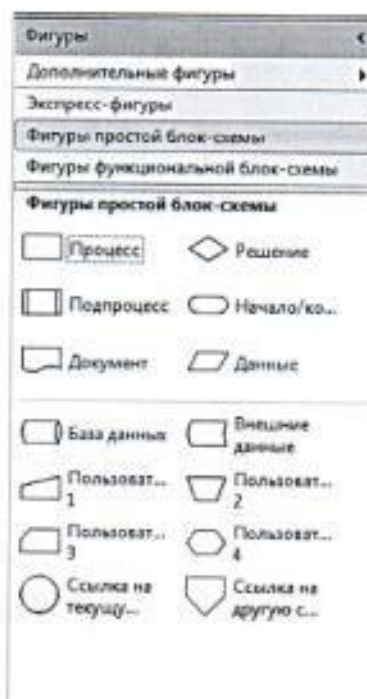 Фигуры
Дополнительные фигуры
Экспресс-фигуры
Фигуры простой блок-схемы
Фигуры функциональной блок-схемы
Фигуры простой блок-схемы
Процесс
Решение
Подпроцесс
Начало/ко...
Документ
Данные
База данных
Внешние
данные
Пользоват...
1
Пользоват...
2
Пользоват...
3
Пользоват...
4
Ссылка на
текущу...
Ссылка на
другую с...